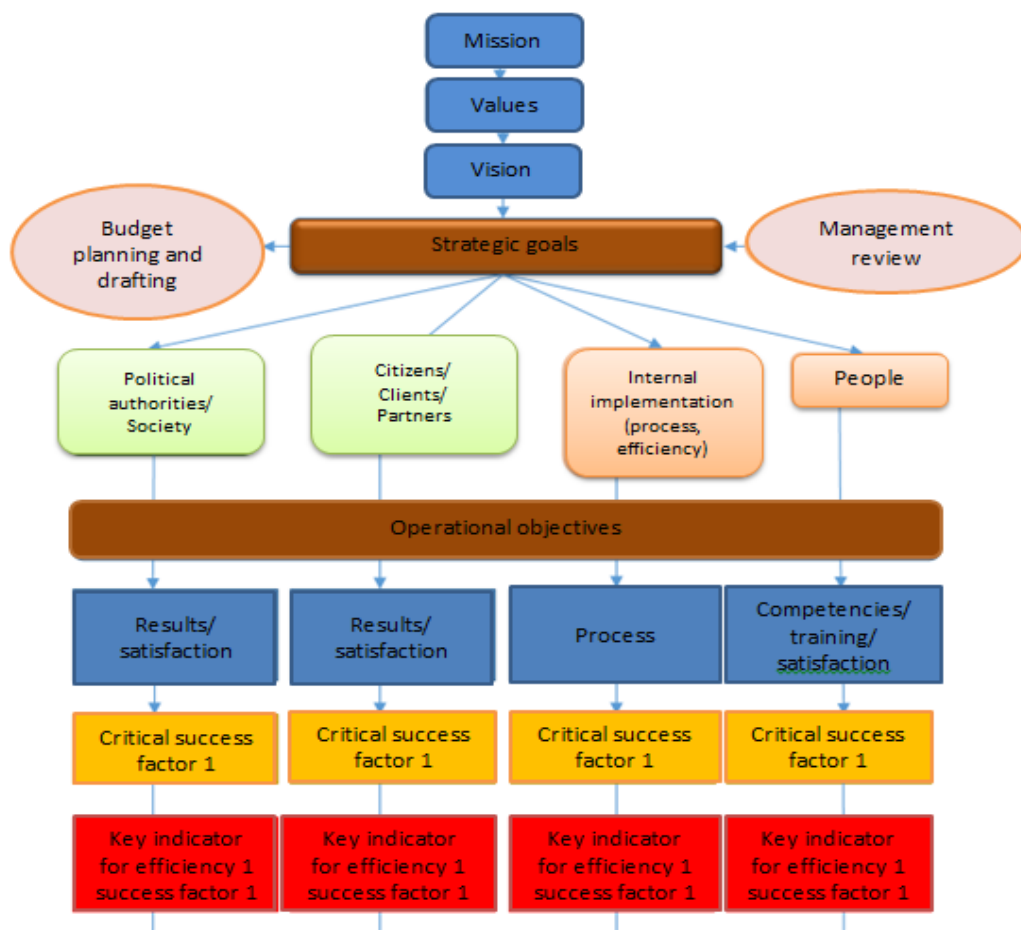 Mission
Values
Vision
Budget
planning and
drafting
Strategic goals
Management
review
Political
authorities/
Society
Citizens/
Clients/
Partners
Internal
implementation
(process,
efficiency)
People
Operational objectives
Results/
satisfaction
Results/
satisfaction
Process
Competencies/
training/
satisfaction
Critical success
factor 1
Critical success
factor 1
Critical success
factor 1
Critical success
factor 1
Key indicator
for efficiency 1
success factor 1
Key indicator
for efficiency 1
success factor 1
Key indicator
for efficiency 1
success factor 1
Key indicator
for efficiency 1
success factor 1